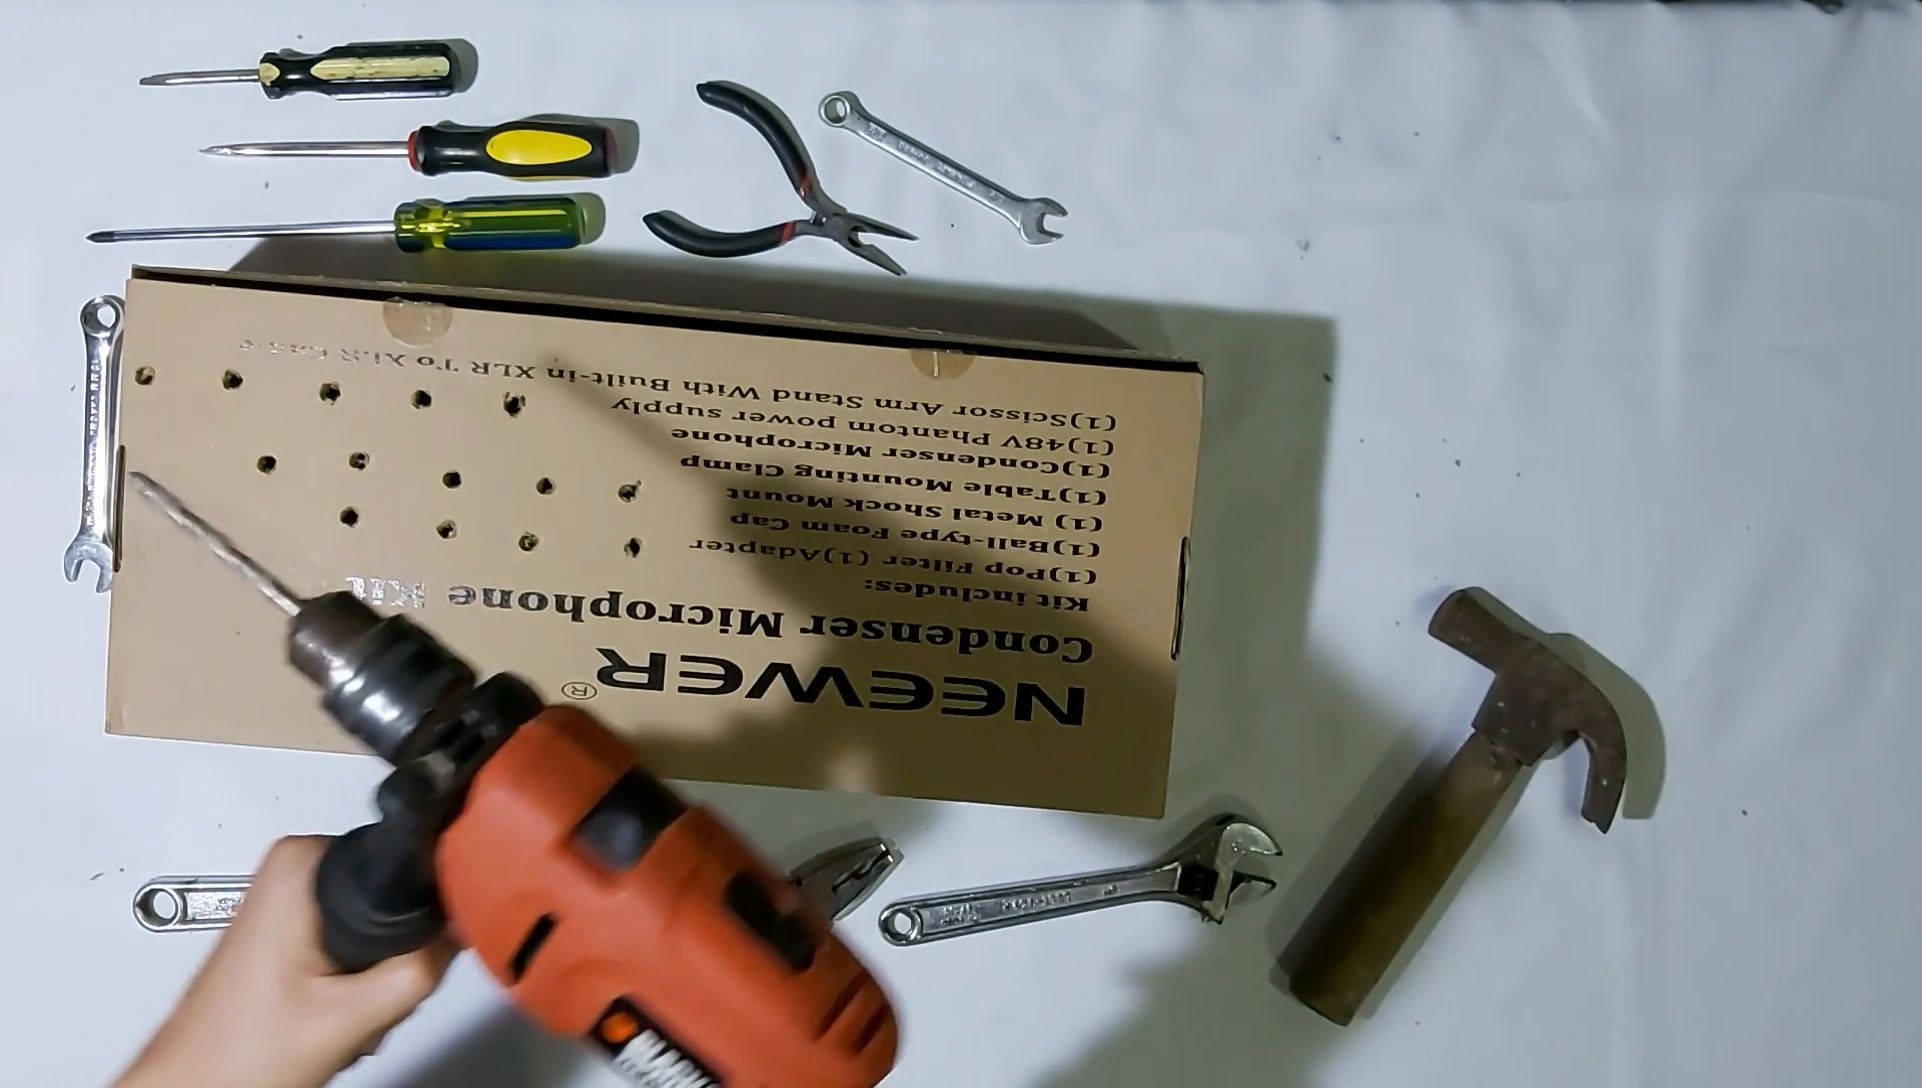 NEEWER®
Condenser Microphone Kit
Kit includes:
(1)Pop Filter (1)Adapter
(1)Ball-type Foam Cap
(1) Metal Shock Mount
(1)Table Mounting Clamp
(1)Condenser Microphone
(1)48V Phantom power supply
(1)Scissor Arm Stand With Built-in XLR To XLR Cable